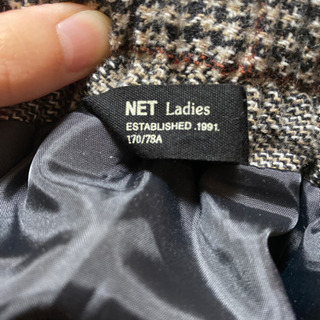 NET Ladies
ESTABLISHED .1991.
170/78A